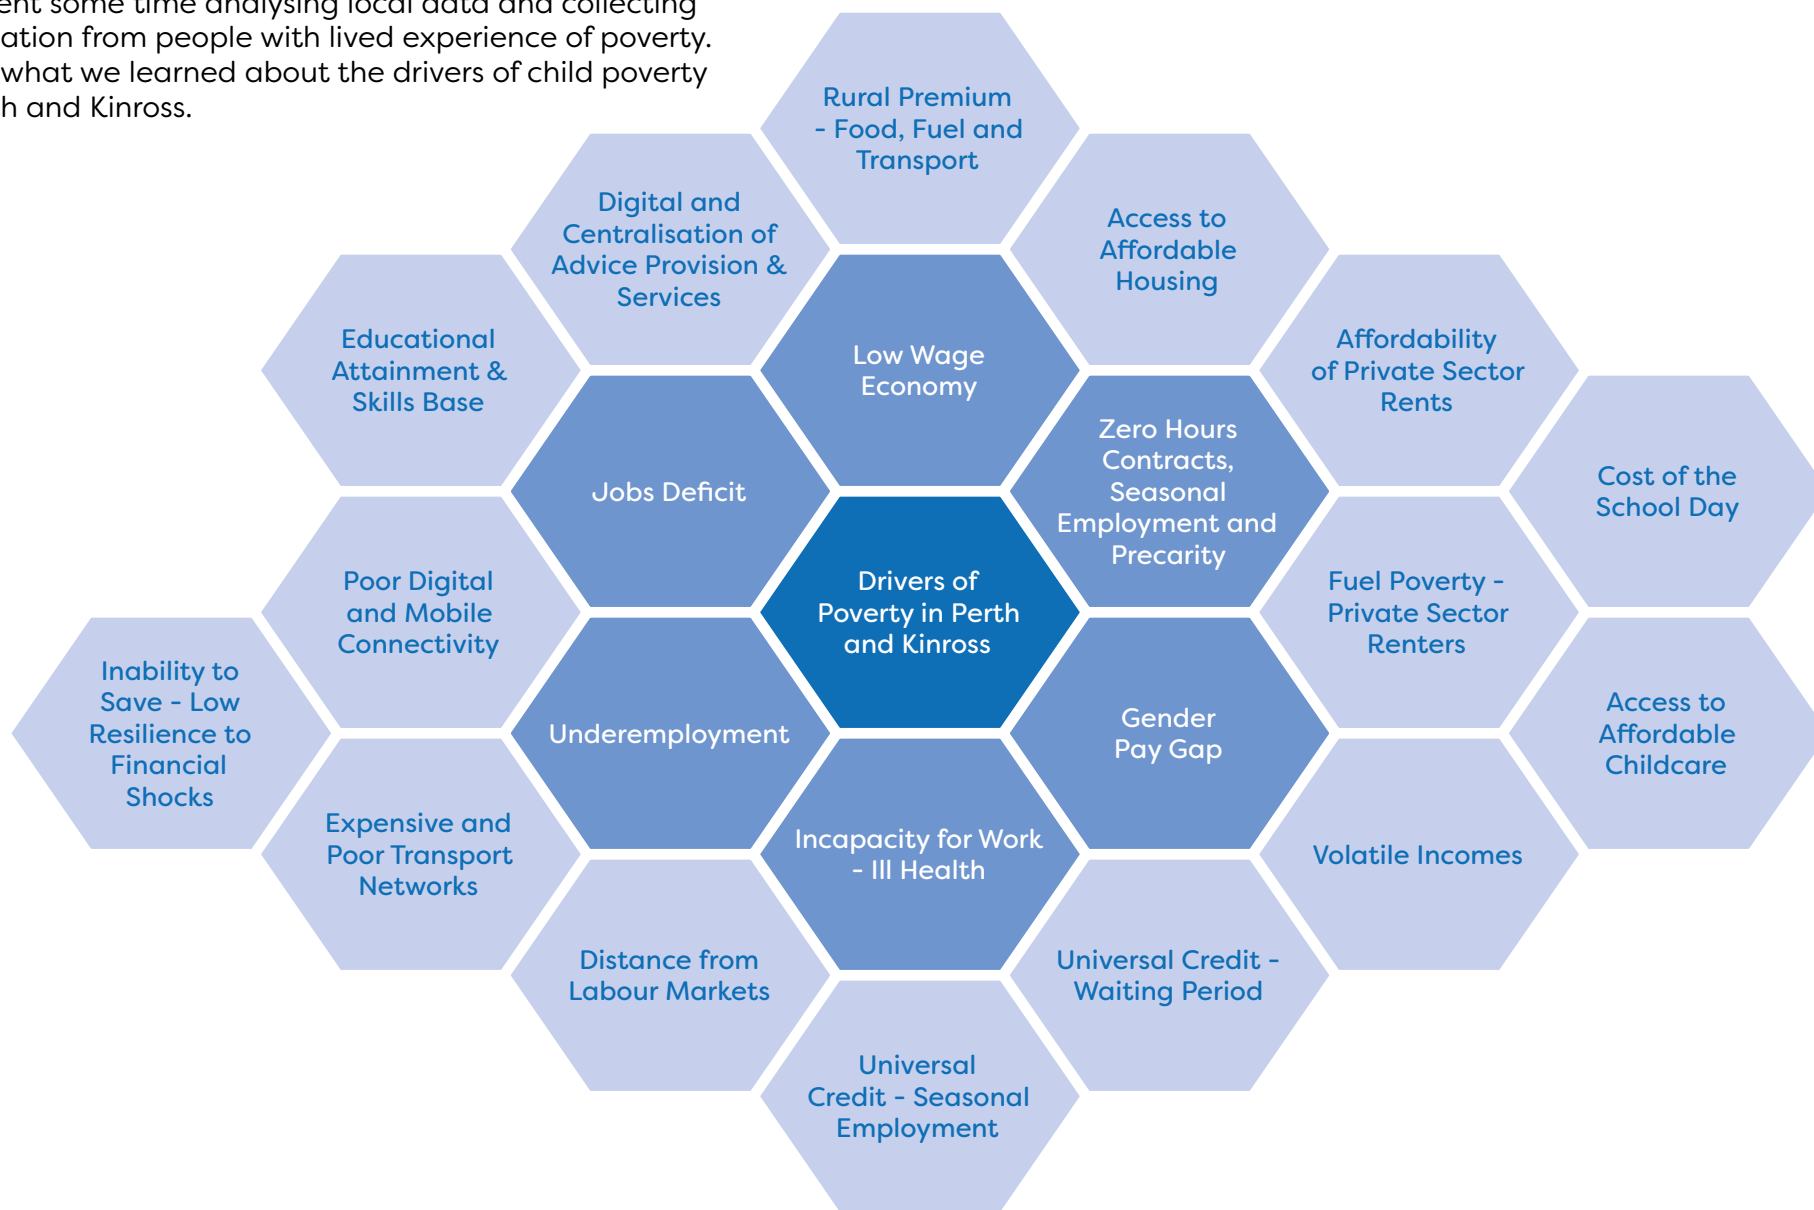 ent some time analysing local data and collecting
ation from people with lived experience of poverty.
what we learned about the drivers of child poverty
h and Kinross.
Rural Premium
- Food, Fuel and
Transport
Digital and
Centralisation of
Advice Provision &
Services
Access to
Affordable
Housing
Educational
Attainment &
Skills Base
Low Wage
Economy
Affordability
of Private Sector
Rents
Jobs Deficit
Zero Hours
Contracts,
Seasonal
Employment and
Precarity
Cost of the
School Day
Poor Digital
and Mobile
Connectivity
Drivers of
Poverty in Perth
and Kinross
Fuel Poverty -
Private Sector
Renters
Inability to
Save - Low
Resilience to
Financial
Shocks
Underemployment
Gender
Pay Gap
Access to
Affordable
Childcare
Expensive and
Poor Transport
Networks
Incapacity for Work
- Ill Health
Volatile Incomes
Distance from
Labour Markets
Universal Credit -
Waiting Period
Universal
Credit - Seasonal
Employment